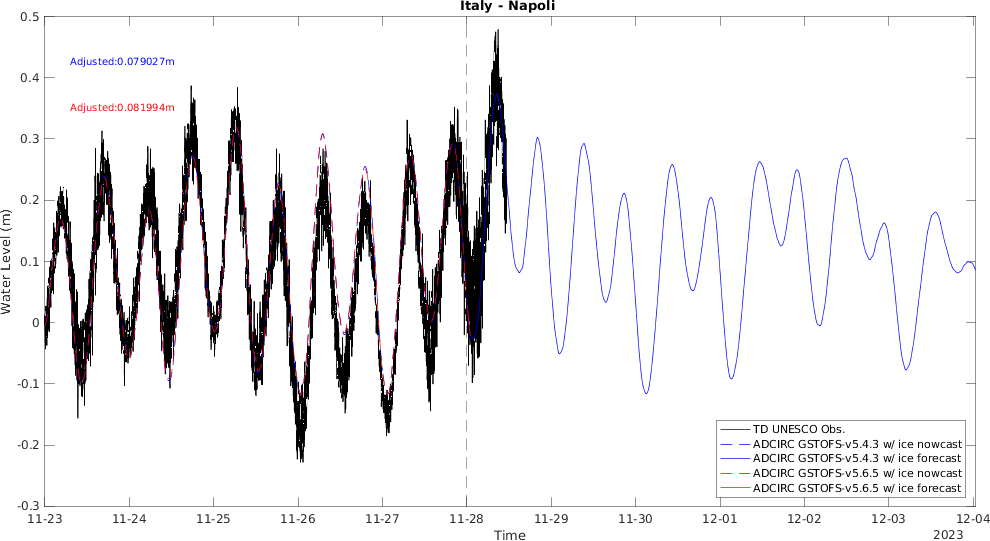 Italy - Napoli
0.5
0.4
0.3
0.2
0.1
0
-0.1
-0.2
-0.3
Water Level (m)
Adjusted:0.079027m
Adjusted:0.081994m
TD UNESCO Obs.
ADCIRC GSTOFS-v5.4.3 w/ ice nowcast
ADCIRC GSTOFS-v5.4.3 w/ ice forecast
ADCIRC GSTOFS-v5.6.5 w/ ice nowcast
ADCIRC GSTOFS-v5.6.5 w/ ice forecast
11-23 11-24 11-25 11-26 11-27 11-28 11-29 11-30 12-01 12-02 12-03 12-04
Time
2023